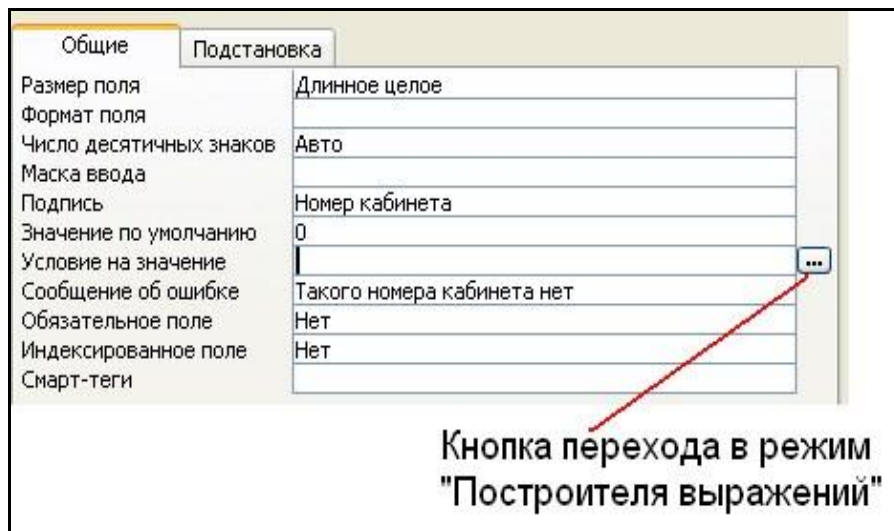 Общие Подстановка
Размер поля Длинное целое
Формат поля
Число десятичных знаков Авто
Маска ввода
Подпись Номер кабинета
Значение по умолчанию 0
Условие на значение ...
Сообщение об ошибке Такого номера кабинета нет
Обязательное поле Нет
Индексированное поле Нет
Смарт-теги
Кнопка перехода в режим
"Построителя выражений"